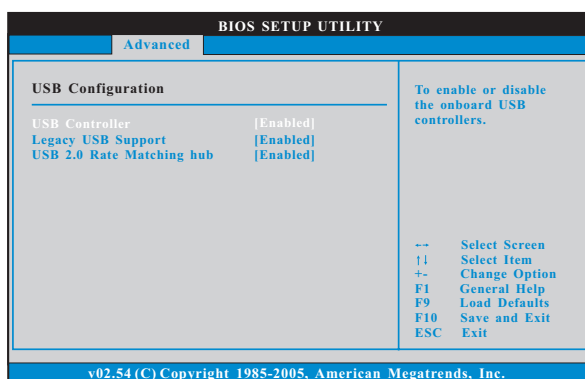 BIOS SETUP UTILITY
Advanced
USB Configuration
USB Controller [Enabled]
Legacy USB Support [Enabled]
USB 2.0 Rate Matching hub [Enabled]
To enable or disable
the onboard USB
controllers.
←→ Select Screen
↑↓ Select Item
+- Change Option
F1 General Help
F9 Load Defaults
F10 Save and Exit
ESC Exit
v02.54 (C) Copyright 1985-2005, American Megatrends, Inc.